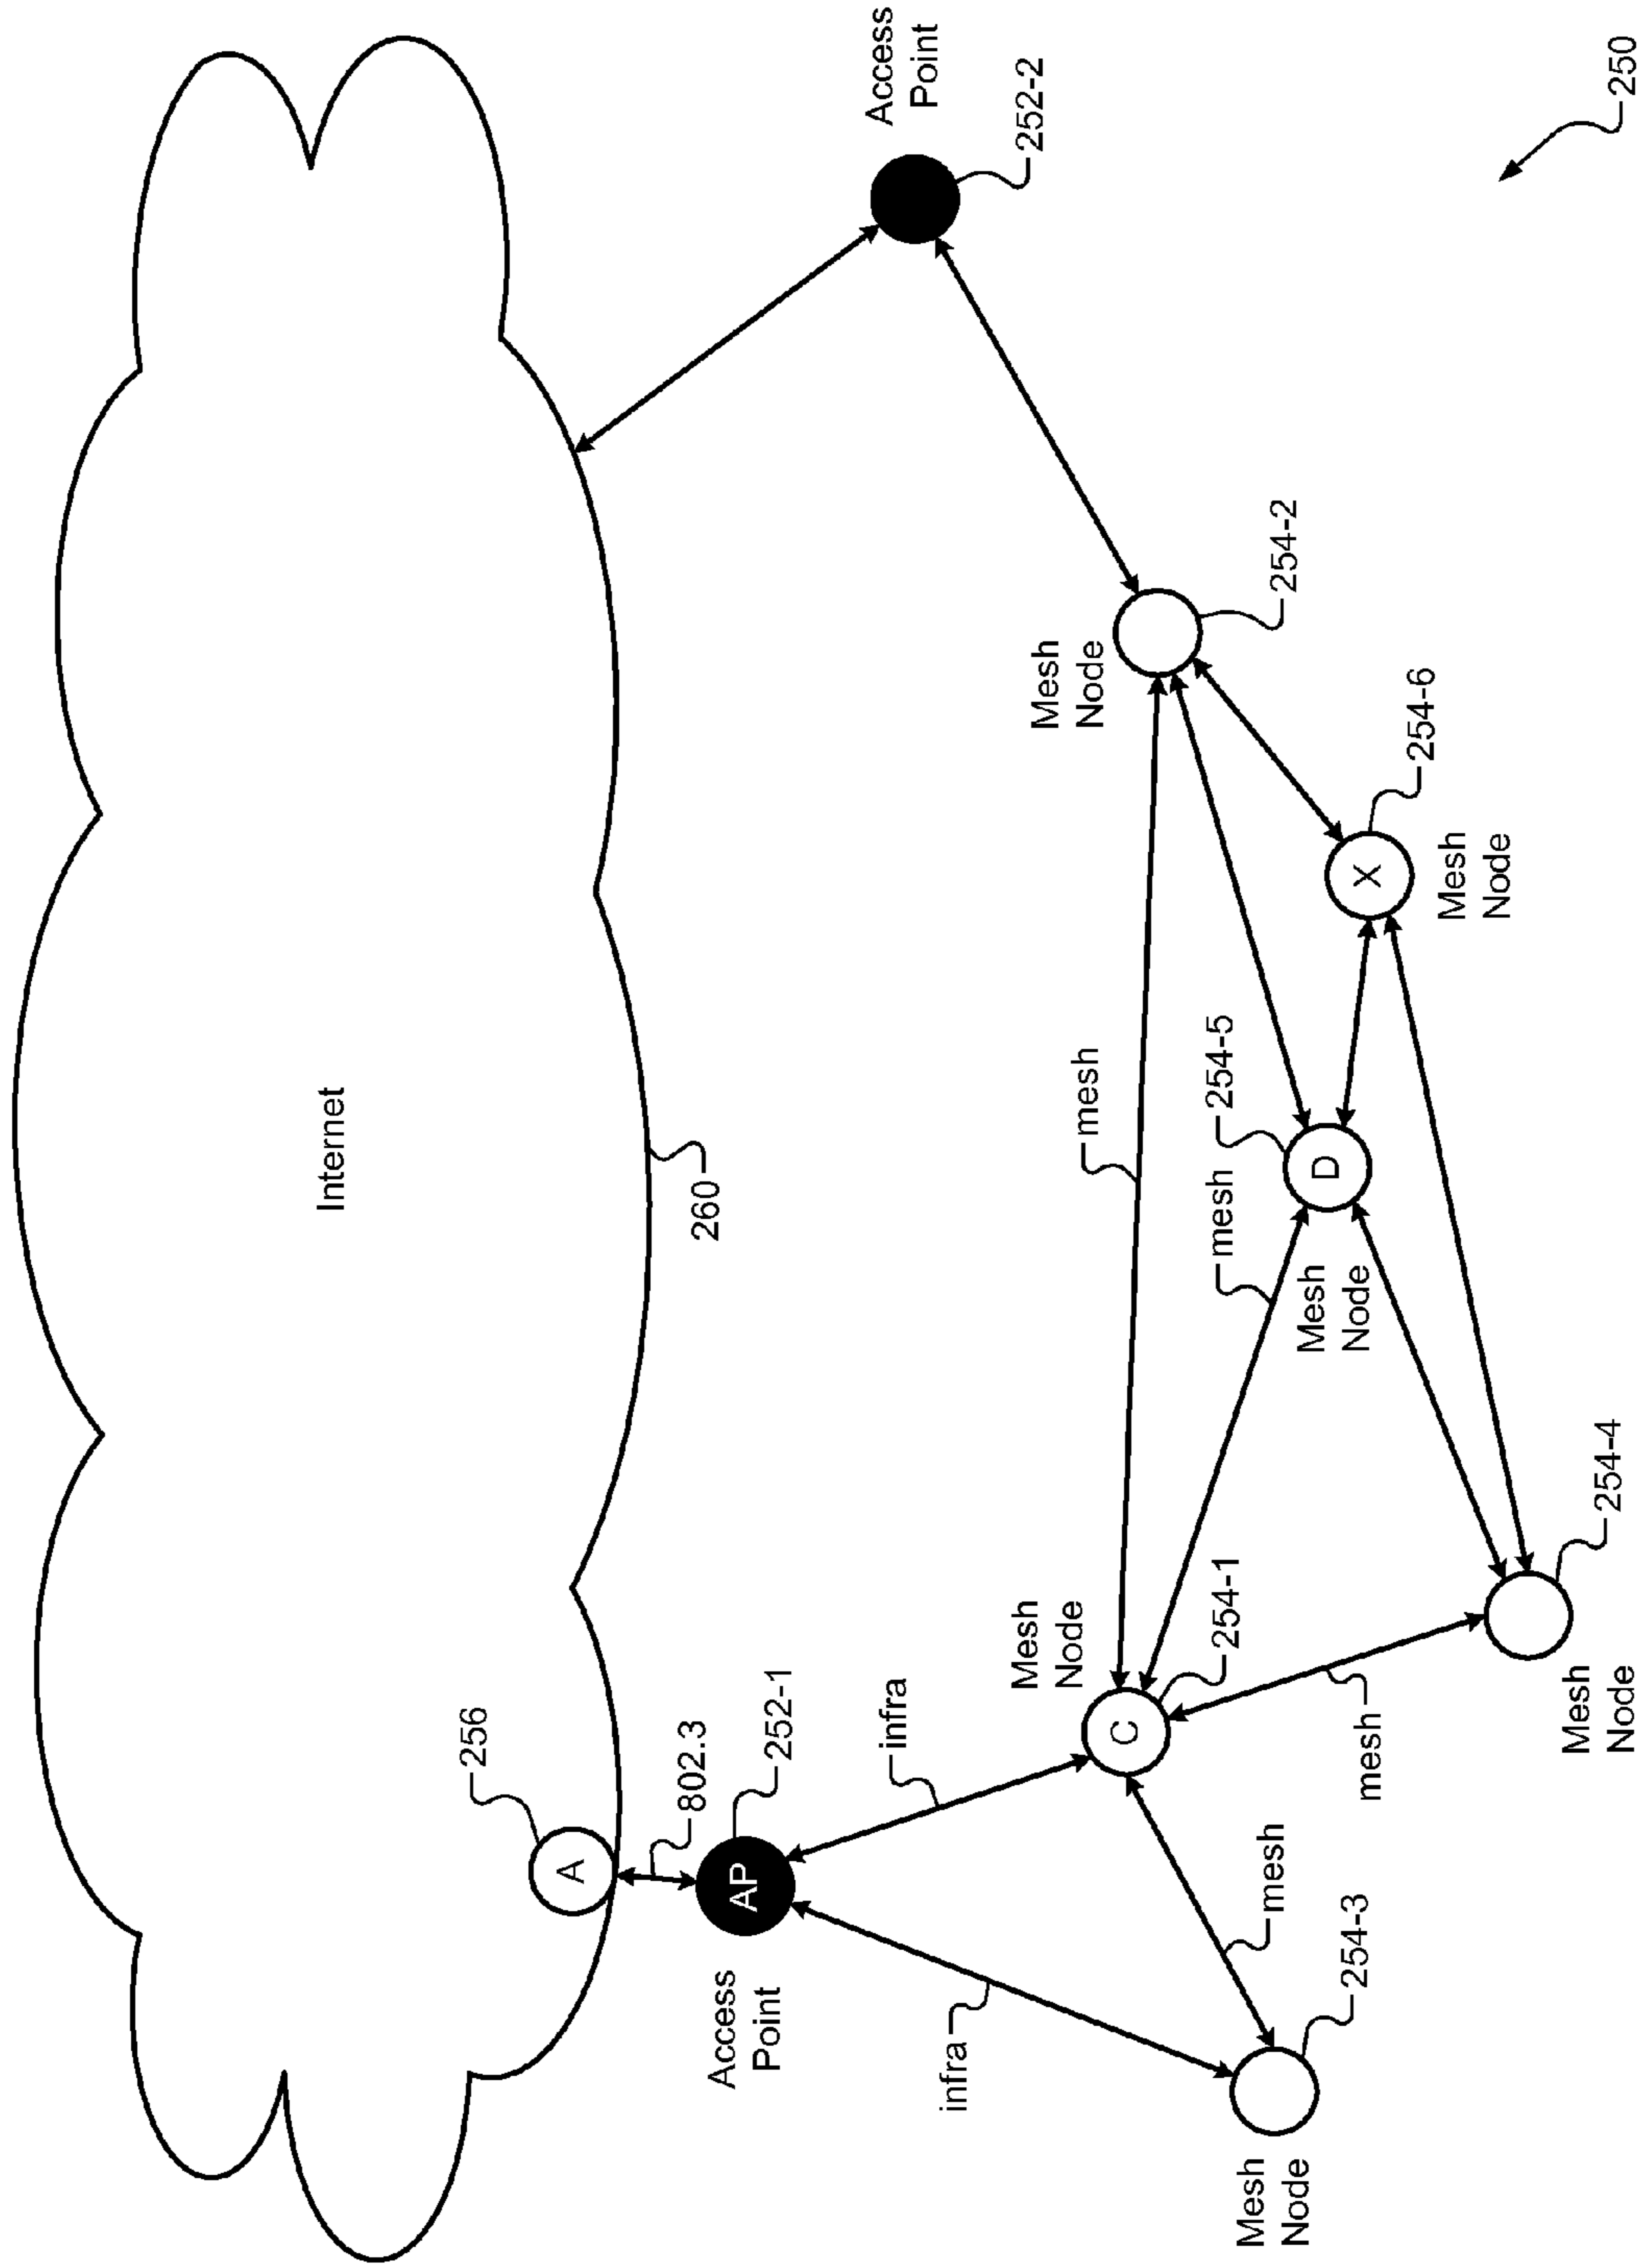 Internet
256
A
802.3
260
Access
Point
AP
252-1
Access
Point
252-2
infra
infra
Mesh
Node
C
254-1
Mesh
Node
254-2
mesh
mesh
254-5
D
Mesh
Node
mesh
Mesh
Node
254-3
mesh
254-6
X
Mesh
Node
Mesh
Node
254-4
250